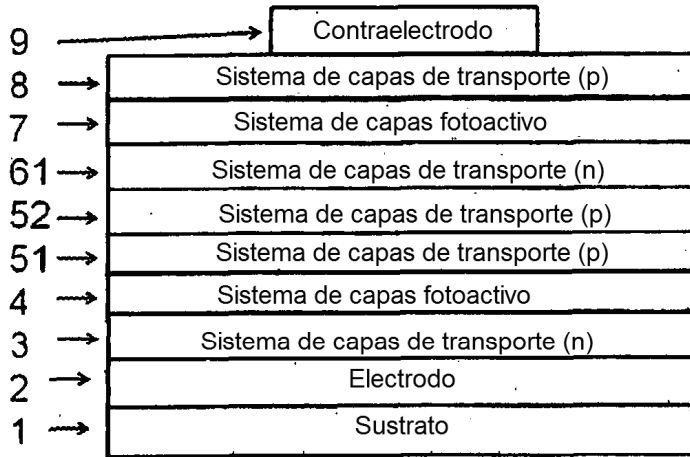 9 Contraelectrodo
8 Sistema de capas de transporte (p)
7 Sistema de capas fotoactivo
61 Sistema de capas de transporte (n)
52 Sistema de capas de transporte (p)
51 Sistema de capas de transporte (p)
4 Sistema de capas fotoactivo
3 Sistema de capas de transporte (n)
2 Electrodo
1 Sustrato